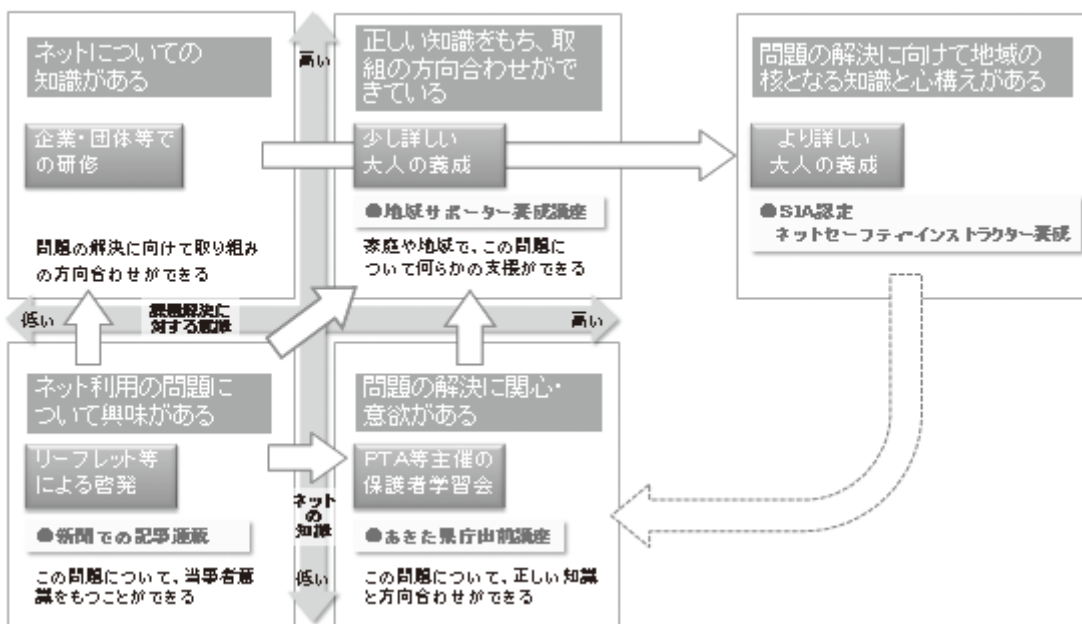 ネットについての
知識がある
企業・団体等で
の研修
問題の解決に向けて取り組み
の方向合わせができる
高い
正しい知識をもち、取
組の方向合わせがで
きている
少し詳しい
大人の養成
●地域サポーター養成講座
家庭や地域で、この問題に
ついて何らかの支援ができる
問題の解決に向けて地域の
核となる知識と心構えがある
より詳しい
大人の養成
●SIA認定
ネットセーフティ・インストラクター養成
低い
課題解決に
対する意識
高い
ネット利用の問題に
ついて興味がある
リーフレット等
による啓発
●新聞での記事連載
この問題について、当事者意
識をもつことができる
ネット
の
知識
低い
問題の解決に関心・
意欲がある
PTA等主催の
保護者学習会
●あきた県庁出前講座
この問題について、正しい知識
と方向合わせができる